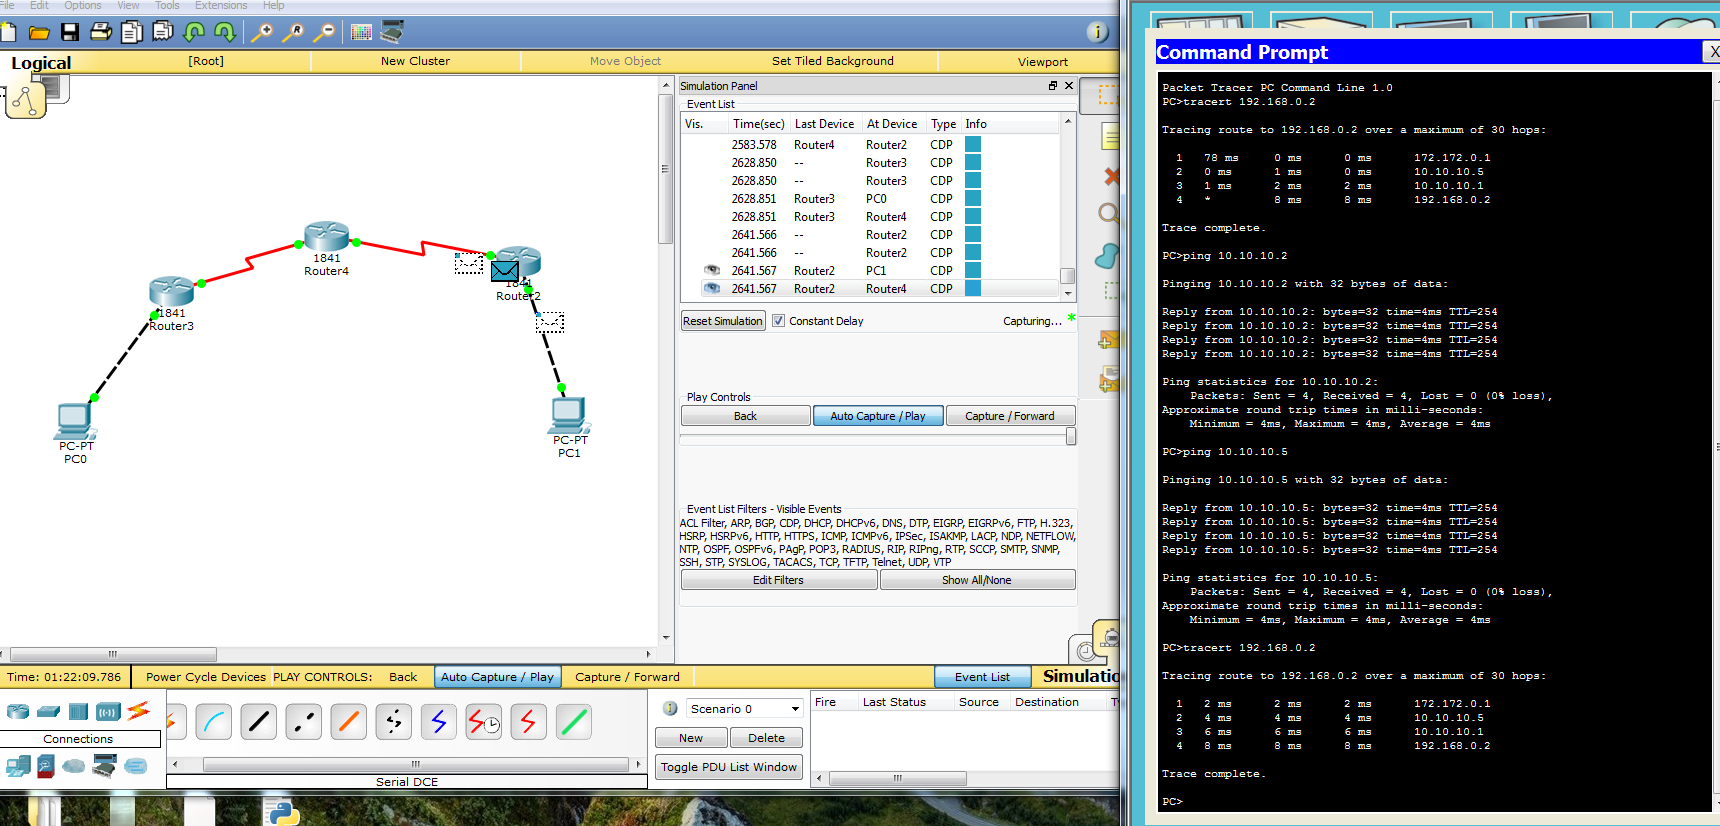 File Edit Options View Tools Extensions Help
Logical [Root] New Cluster Move Object Set Tiled Background Viewport
1841
Router4
1841
Router2
1841
Router3
PC-PT
PC0
PC-PT
PC1
Simulation Panel
Event List
Vis. Time(sec) Last Device At Device Type Info
2583.578 Router4 Router2 CDP
2628.850 -- Router3 CDP
2628.850 -- Router3 CDP
2628.851 Router3 PC0 CDP
2628.851 Router3 Router4 CDP
2641.566 -- Router2 CDP
2641.566 -- Router2 CDP
2641.567 Router2 PC1 CDP
2641.567 Router2 Router4 CDP
Reset Simulation Constant Delay Capturing... *
Play Controls
Back Auto Capture / Play Capture / Forward
Event List Filters - Visible Events
ACL Filter, ARP, BGP, CDP, DHCP, DHCPv6, DNS, DTP, EIGRP, EIGRPv6, FTP, H.323,
HSRP, HSRPv6, HTTP, HTTPS, ICMP, ICMPv6, IPSec, ISAKMP, LACP, NDP, NETFLOW,
NTP, OSPF, OSPFv6, PAgP, POP3, RADIUS, RIP, RIPng, RTP, SCCP, SMTP, SNMP,
SSH, STP, SYSLOG, TACACS, TCP, TFTP, Telnet, UDP, VTP
Edit Filters Show All/None
Time: 01:22:09.786 Power Cycle Devices PLAY CONTROLS: Back Auto Capture / Play Capture / Forward Event List Simulatio
Connections
Serial DCE
Scenario 0
New Delete
Toggle PDU List Window
Fire Last Status Source Destination
Command Prompt X
Packet Tracer PC Command Line 1.0
PC>tracert 192.168.0.2
Tracing route to 192.168.0.2 over a maximum of 30 hops:
1 78 ms 0 ms 0 ms 172.172.0.1
2 0 ms 1 ms 0 ms 10.10.10.5
3 1 ms 2 ms 2 ms 10.10.10.1
4 * 8 ms 8 ms 192.168.0.2
Trace complete.
PC>ping 10.10.10.2
Pinging 10.10.10.2 with 32 bytes of data:
Reply from 10.10.10.2: bytes=32 time=4ms TTL=254
Reply from 10.10.10.2: bytes=32 time=4ms TTL=254
Reply from 10.10.10.2: bytes=32 time=4ms TTL=254
Reply from 10.10.10.2: bytes=32 time=4ms TTL=254
Ping statistics for 10.10.10.2:
Packets: Sent = 4, Received = 4, Lost = 0 (0% loss),
Approximate round trip times in milli-seconds:
Minimum = 4ms, Maximum = 4ms, Average = 4ms
PC>ping 10.10.10.5
Pinging 10.10.10.5 with 32 bytes of data:
Reply from 10.10.10.5: bytes=32 time=4ms TTL=254
Reply from 10.10.10.5: bytes=32 time=4ms TTL=254
Reply from 10.10.10.5: bytes=32 time=4ms TTL=254
Reply from 10.10.10.5: bytes=32 time=4ms TTL=254
Ping statistics for 10.10.10.5:
Packets: Sent = 4, Received = 4, Lost = 0 (0% loss),
Approximate round trip times in milli-seconds:
Minimum = 4ms, Maximum = 4ms, Average = 4ms
PC>tracert 192.168.0.2
Tracing route to 192.168.0.2 over a maximum of 30 hops:
1 2 ms 2 ms 2 ms 172.172.0.1
2 4 ms 4 ms 4 ms 10.10.10.5
3 6 ms 6 ms 6 ms 10.10.10.1
4 8 ms 8 ms 8 ms 192.168.0.2
Trace complete.
PC>